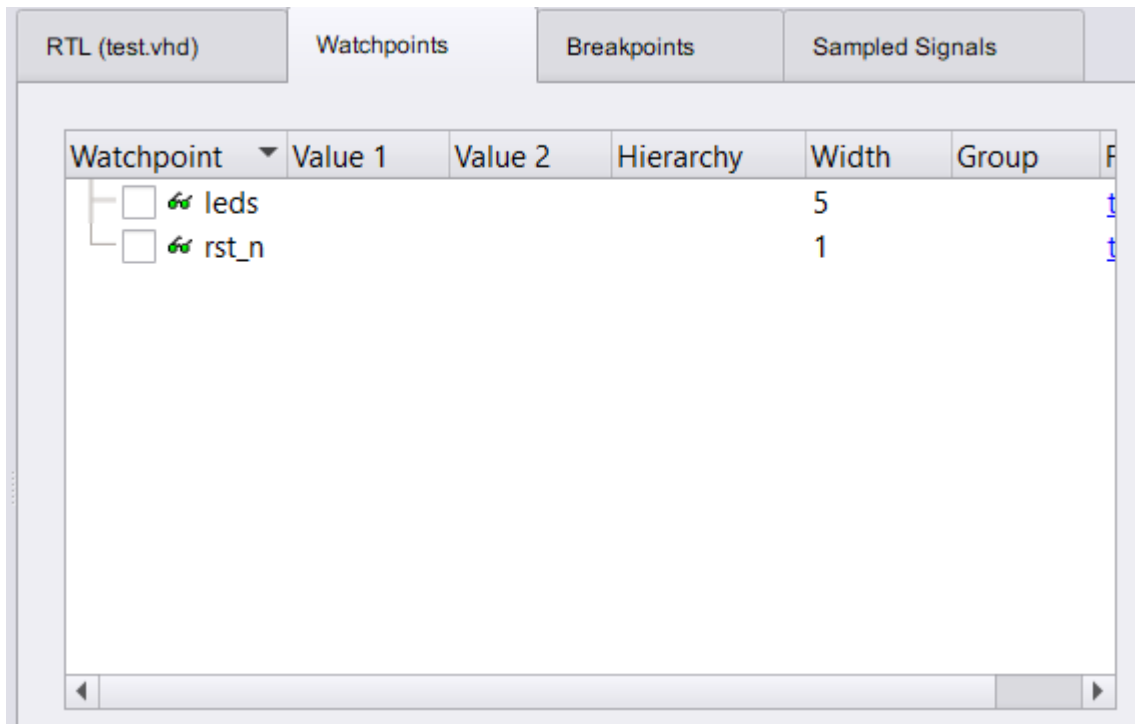 RTL (test.vhd) Watchpoints Breakpoints Sampled Signals
Watchpoint Value 1 Value 2 Hierarchy Width Group
leds 5
rst_n 1